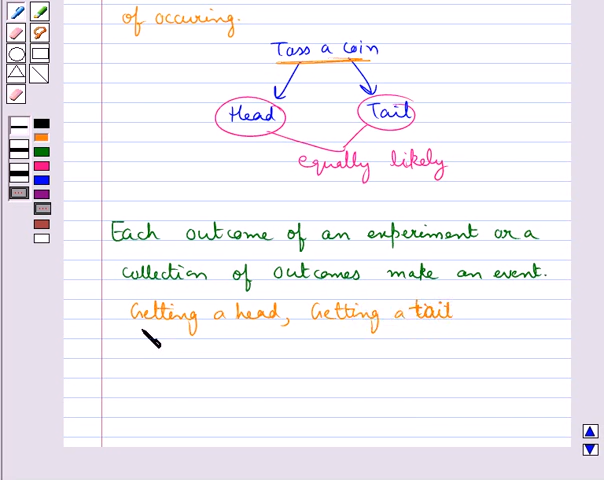 of occuring.
Toss a coin
Head
Tail
equally likely
Each outcome of an experiment or a
collection of outcomes make an event.
Getting a head, Getting a tail